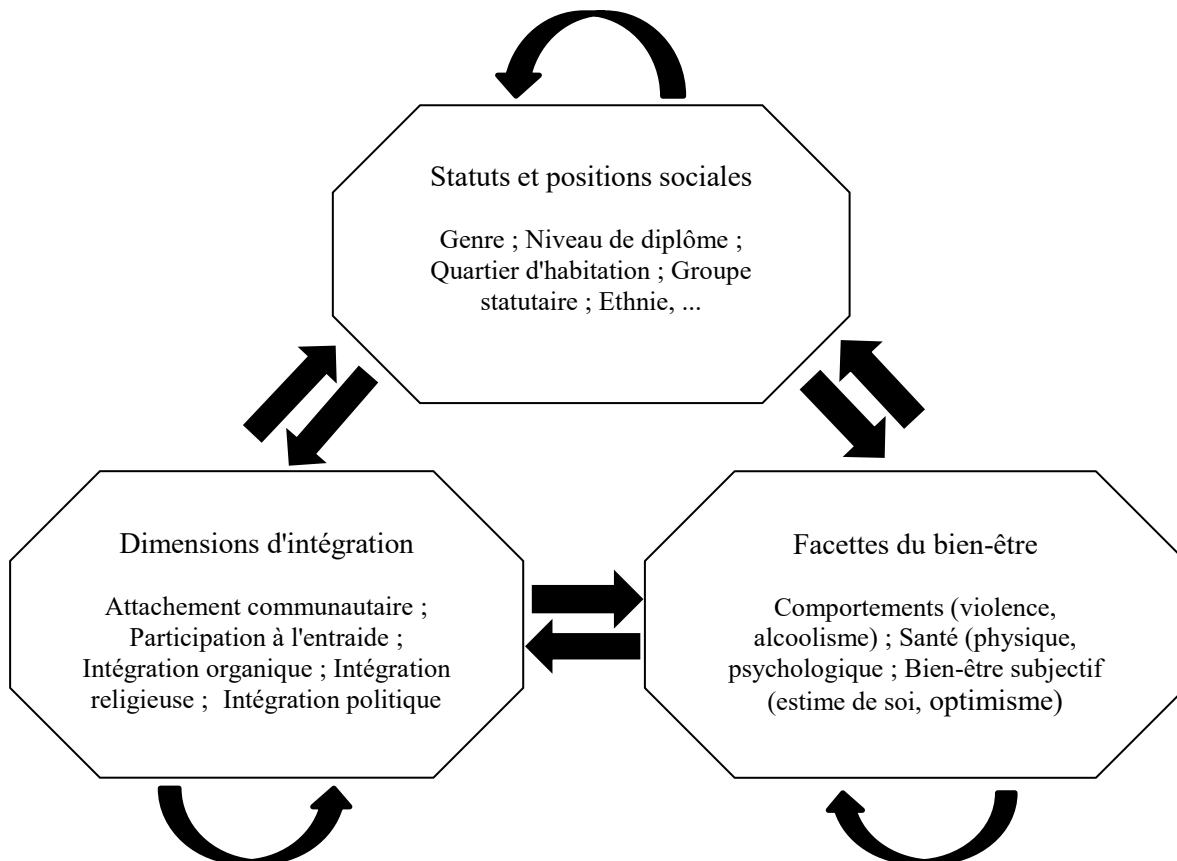 Statuts et positions sociales
Genre ; Niveau de diplôme ;
Quartier d'habitation ; Groupe
statutaire ; Ethnie, ...
Dimensions d'intégration
Attachement communautaire ;
Participation à l'entraide ;
Intégration organique ; Intégration
religieuse ; Intégration politique
Facettes du bien-être
Comportements (violence,
alcoolisme) ; Santé (physique,
psychologique ; Bien-être subjectif
(estime de soi, optimisme)